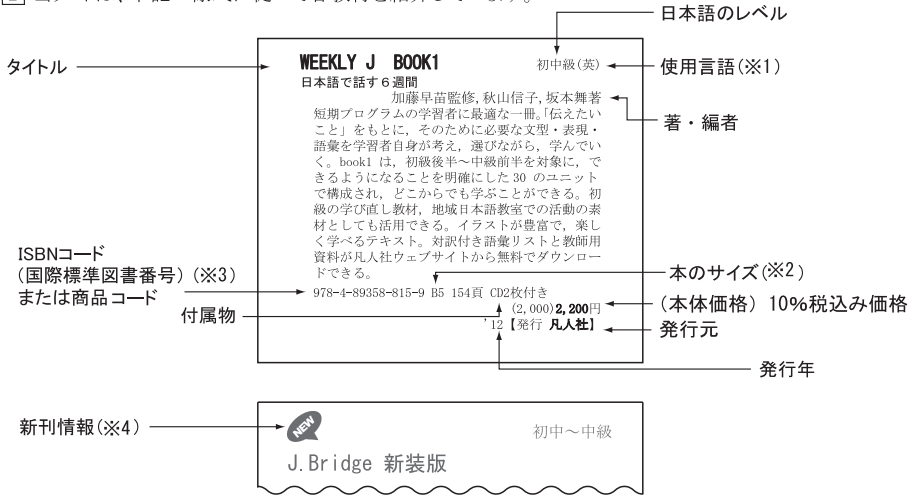 日本語のレベル
タイトル
WEEKLY J BOOK1
初中級(英)
使用言語(※1)
日本語で話す６週間
加藤早苗監修, 秋山信子, 坂本舞著
著・編者
短期プログラムの学習者に最適な一冊。「伝えたい
こと」をもとに, そのために必要な文型・表現・
語彙を学習者自身が考え, 選びながら, 学んでい
く。book1 は, 初級後半～中級前半を対象に, で
きるようになることを明確にした 30 のユニット
で構成され, どこからでも学ぶことができる。初
級の学び直し教材, 地域日本語教室での活動の素
材としても活用できる。イラストが豊富で, 楽し
く学べるテキスト。対訳付き語彙リストと教師用
資料が凡人社ウェブサイトから無料でダウンロー
ドできる。
ISBNコード
(国際標準図書番号) (※3)
または商品コード
978-4-89358-815-9 B5 154頁 CD2枚付き
本のサイズ(※2)
付属物
(2,000)2,200円
(本体価格) 10%税込み価格
'12【発行 凡人社】
発行元
発行年
新刊情報(※4)
NEW
初中～中級
J.Bridge 新装版